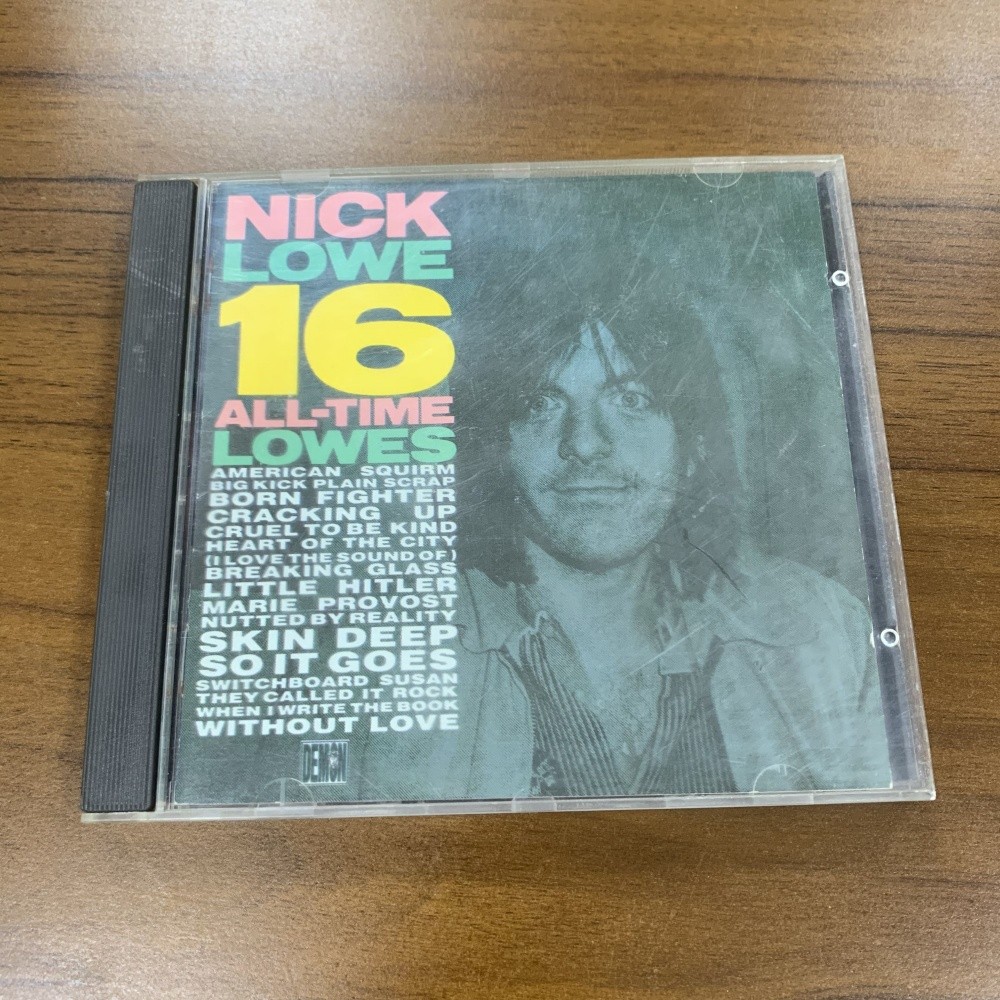 NICK
LOWE
16
ALL-TIME
LOWES
AMERICAN SQUIRM
BIG KICK PLAIN SCRAP
BORN FIGHTER
CRACKING UP
CRUEL TO BE KIND
HEART OF THE CITY
(I LOVE THE SOUND OF)
BREAKING GLASS
LITTLE HITLER
MARIE PROVOST
NUTTED BY REALITY
SKIN DEEP
SO IT GOES
SWITCHBOARD SUSAN
THEY CALLED IT ROCK
WHEN I WRITE THE BOOK
WITHOUT LOVE
DEMON